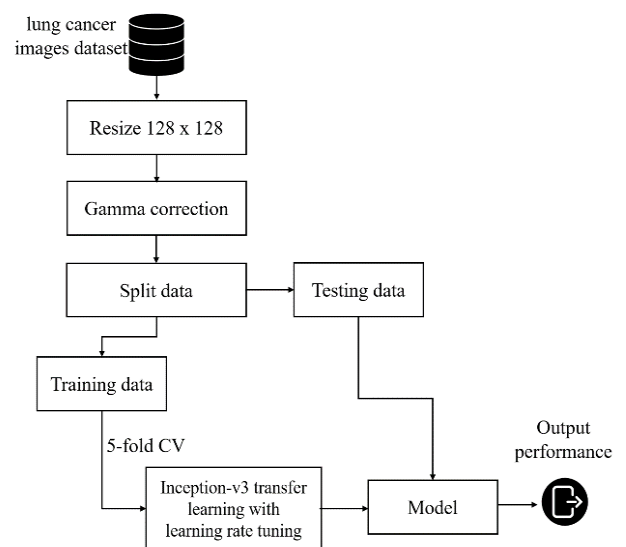 lung cancer
images dataset
Resize 128 x 128
Gamma correction
Split data
Testing data
Training data
5-fold CV
Inception-v3 transfer
learning with
learning rate tuning
Model
Output
performance